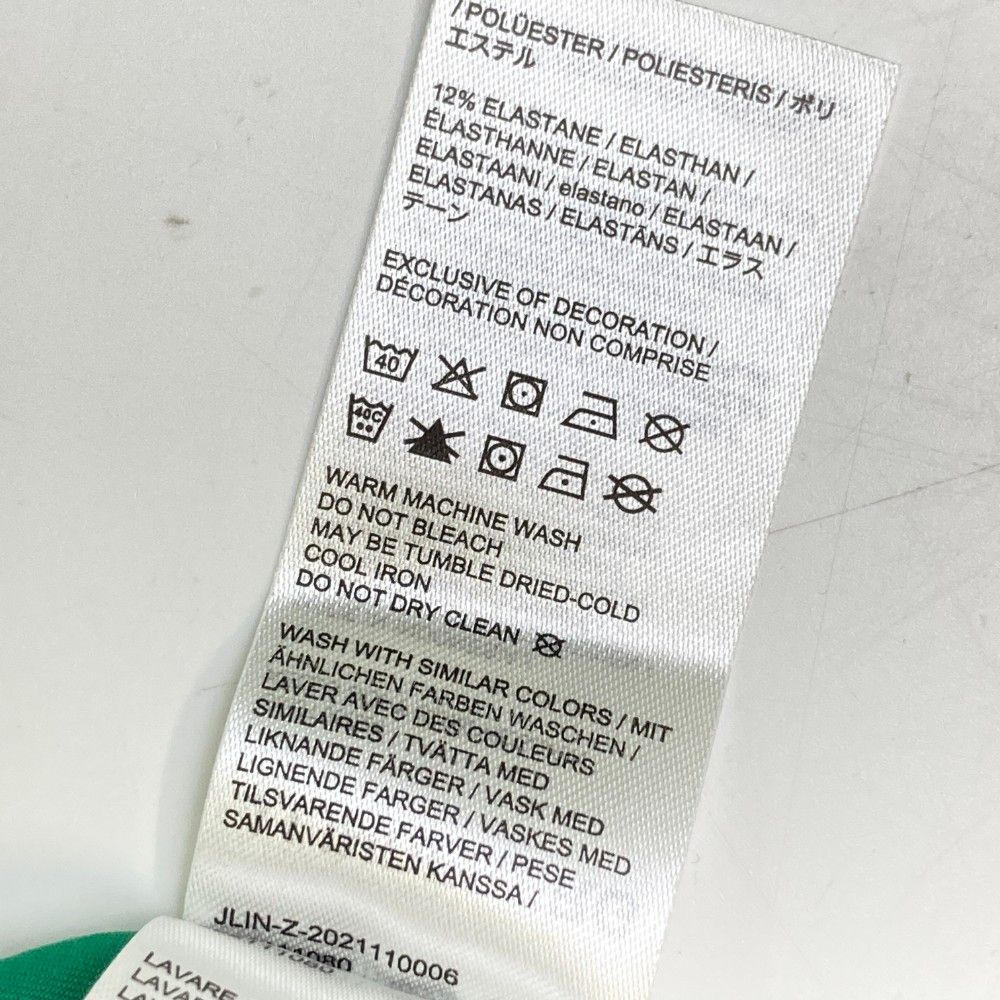 / POLÜESTER / POLIESTERIS / ポリ
エステル
12% ELASTANE / ELASTHAN /
ÉLASTHANNE / ELASTAN /
ELASTAANI / elastano / ELASTAAN /
ELASTANAS / ELASTĀNS / エラス
テーン
EXCLUSIVE OF DECORATION /
DÉCORATION NON COMPRISE
40
40C
WARM MACHINE WASH
DO NOT BLEACH
MAY BE TUMBLE DRIED-COLD
COOL IRON
DO NOT DRY CLEAN
WASH WITH SIMILAR COLORS / MIT
ÄHNLICHEN FARBEN WASCHEN /
LAVER AVEC DES COULEURS
SIMILAIRES / TVÄTTA MED
LIKNANDE FÄRGER / VASK MED
LIGNENDE FARGER / VASKES MED
TILSVARENDE FARVER / PESE
SAMANVÄRISTEN KANSSA /
JLIN-Z-2021110006
LAVARE